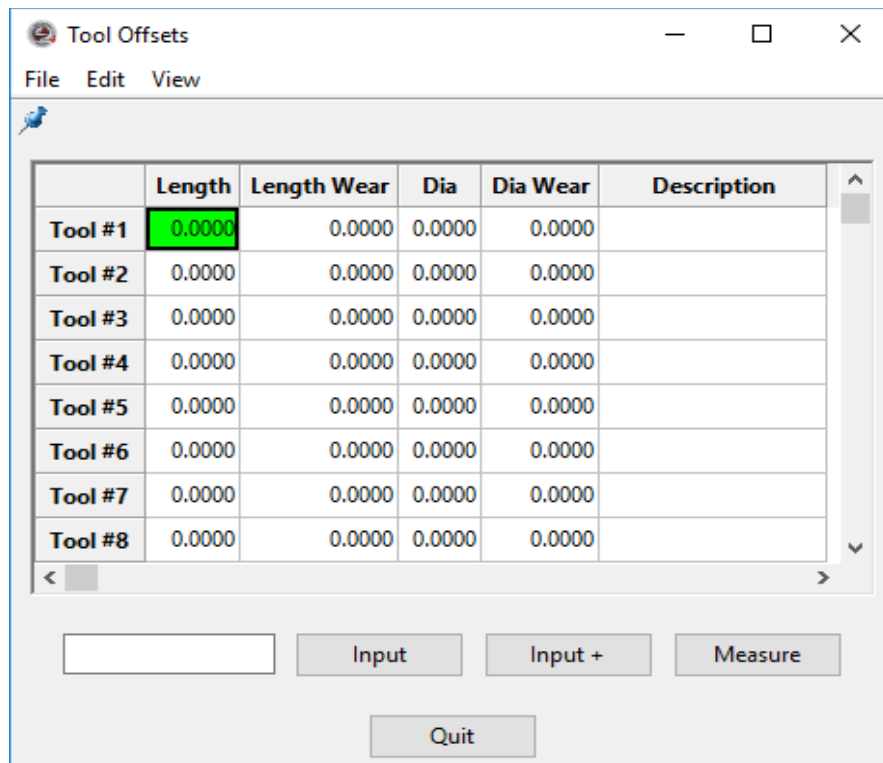 Tool Offsets
File Edit View
Length Length Wear Dia Dia Wear Description
Tool #1 0.0000 0.0000 0.0000 0.0000
Tool #2 0.0000 0.0000 0.0000 0.0000
Tool #3 0.0000 0.0000 0.0000 0.0000
Tool #4 0.0000 0.0000 0.0000 0.0000
Tool #5 0.0000 0.0000 0.0000 0.0000
Tool #6 0.0000 0.0000 0.0000 0.0000
Tool #7 0.0000 0.0000 0.0000 0.0000
Tool #8 0.0000 0.0000 0.0000 0.0000
Input Input + Measure
Quit